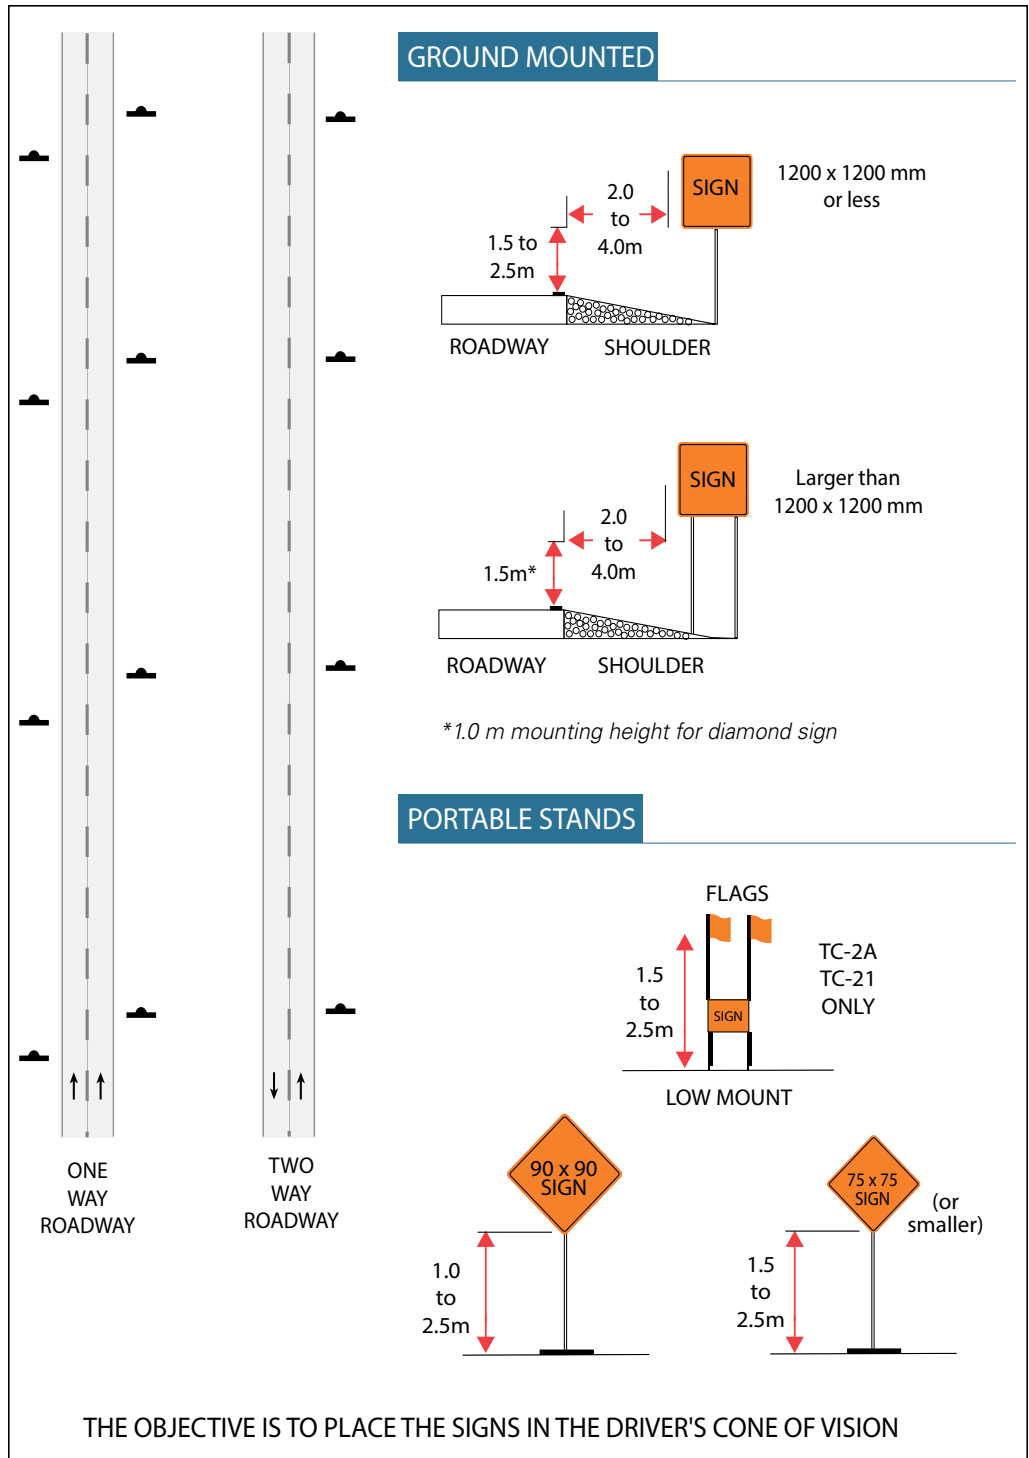 GROUND MOUNTED
SIGN
1200 x 1200 mm
or less
2.0
to
4.0m
1.5 to
2.5m
ROADWAY
SHOULDER
SIGN
Larger than
1200 x 1200 mm
2.0
to
4.0m
1.5m*
ROADWAY
SHOULDER
*1.0 m mounting height for diamond sign
PORTABLE STANDS
FLAGS
TC-2A
TC-21
ONLY
1.5
to
2.5m
SIGN
LOW MOUNT
90 x 90
SIGN
1.0
to
2.5m
75 x 75
SIGN
(or
smaller)
1.5
to
2.5m
ONE
WAY
ROADWAY
TWO
WAY
ROADWAY
THE OBJECTIVE IS TO PLACE THE SIGNS IN THE DRIVER'S CONE OF VISION